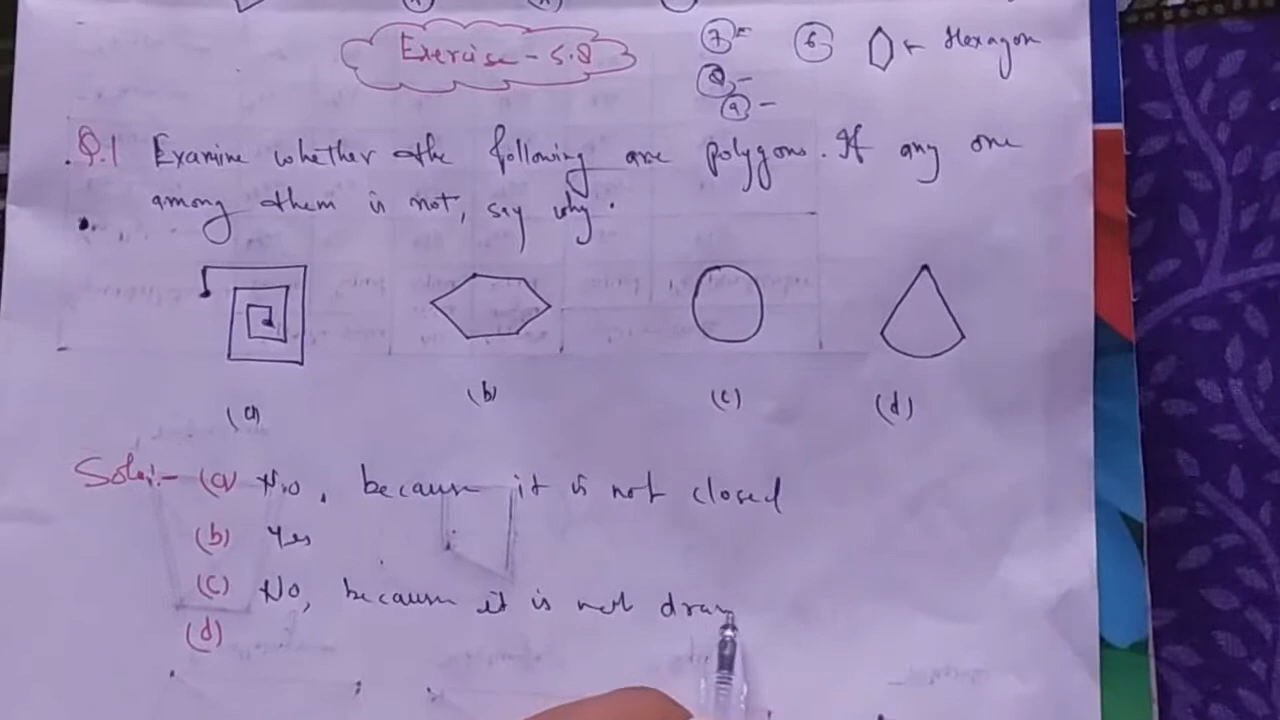 Exercise - 5.8
⑦ - ⑥ ← Hexagon
⑧ -
⑨ -
Q.1 Examine whether the following are polygons. If any one
among them is not, say why.
(a) (b) (c) (d)
Soln:- (a) No, because it is not closed
(b) Yes
(c) No, because it is not draw
(d)